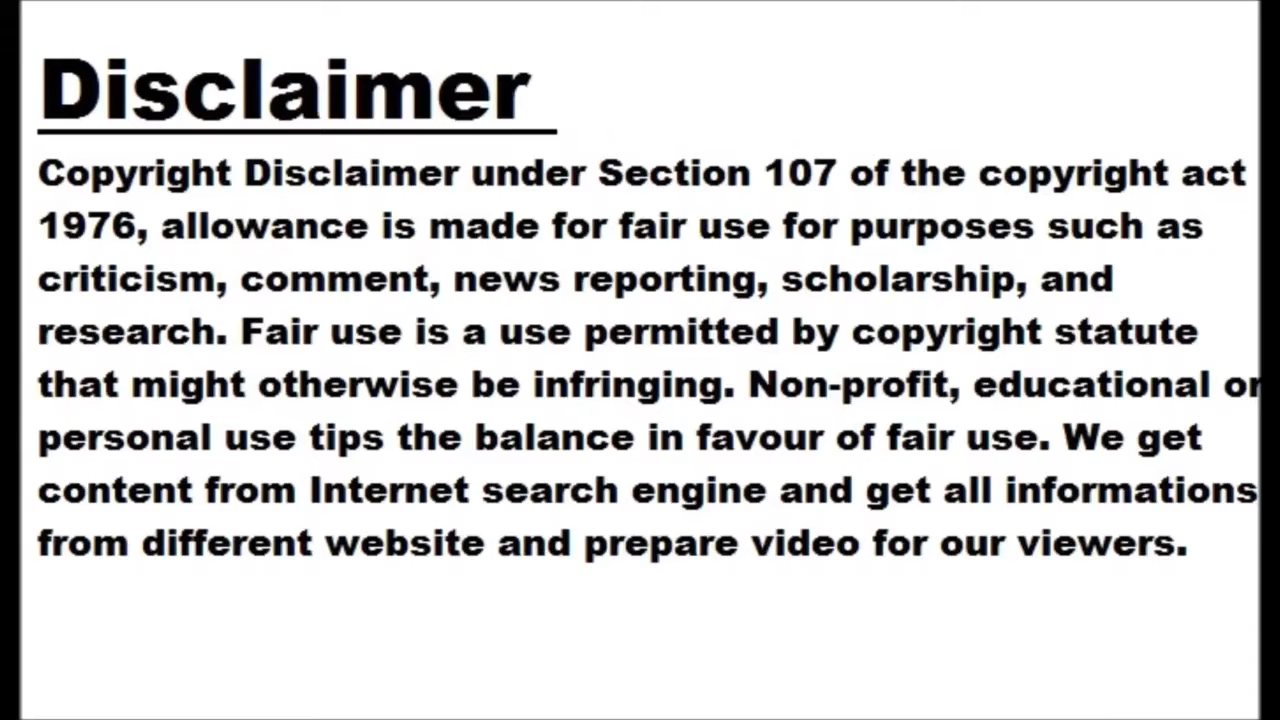 Disclaimer
Copyright Disclaimer under Section 107 of the copyright act
1976, allowance is made for fair use for purposes such as
criticism, comment, news reporting, scholarship, and
research. Fair use is a use permitted by copyright statute
that might otherwise be infringing. Non-profit, educational or
personal use tips the balance in favour of fair use. We get
content from Internet search engine and get all informations
from different website and prepare video for our viewers.